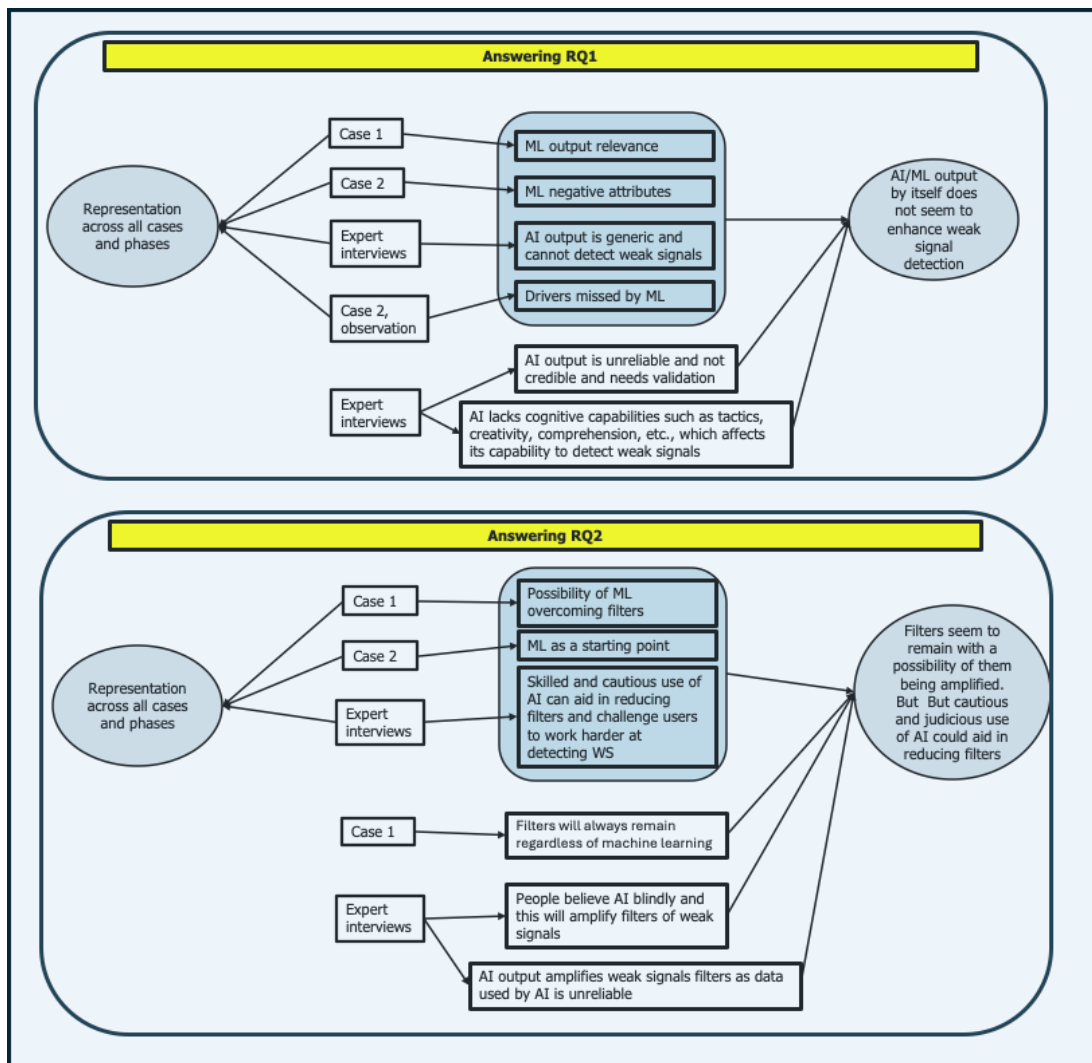 Answering RQ1
Representation
across all cases
and phases
Case 1
Case 2
Expert
interviews
Case 2,
observation
ML output relevance
ML negative attributes
AI output is generic and
cannot detect weak signals
Drivers missed by ML
AI/ML output
by itself does
not seem to
enhance weak
signal
detection
Expert
interviews
AI output is unreliable and not
credible and needs validation
AI lacks cognitive capabilities such as tactics,
creativity, comprehension, etc., which affects
its capability to detect weak signals
Answering RQ2
Representation
across all cases
and phases
Case 1
Case 2
Expert
interviews
Possibility of ML
overcoming filters
ML as a starting point
Skilled and cautious use of
AI can aid in reducing
filters and challenge users
to work harder at
detecting WS
Filters seem to
remain with a
possibility of them
being amplified.
But  But cautious
and judicious use
of AI could aid in
reducing filters
Case 1
Filters will always remain
regardless of machine learning
Expert
interviews
People believe AI blindly and
this will amplify filters of weak
signals
AI output amplifies weak signals filters as data
used by AI is unreliable